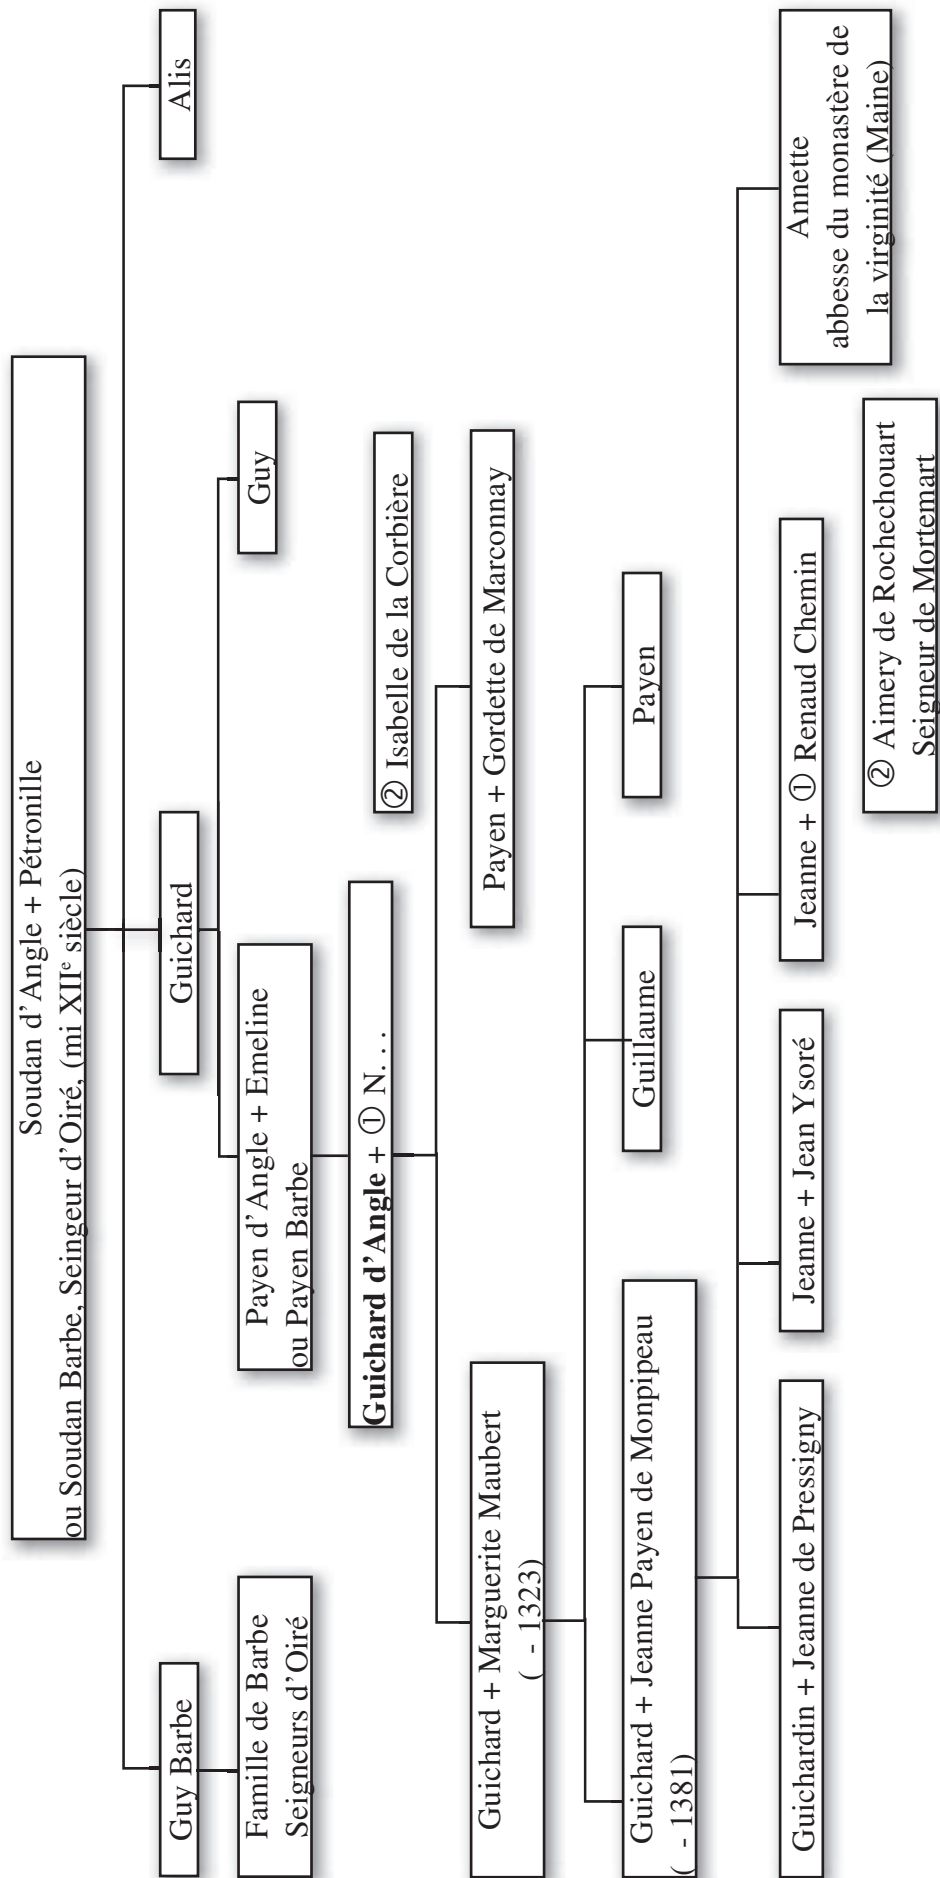 Soudan d'Angle + Pétronille
ou Soudan Barbe, Seingeur d'Oiré, (mi XIIe siècle)
Guy Barbe
Guichard
Alis
Famille de Barbe
Seigneurs d'Oiré
Payen d'Angle + Emeline
ou Payen Barbe
Guy
Guichard d'Angle + ① N…
② Isabelle de la Corbière
Guichard + Marguerite Maubert
( - 1323)
Payen + Gordette de Marconnay
Guichard + Jeanne Payen de Monpipeau
( - 1381)
Guillaume
Payen
Guichardin + Jeanne de Pressigny
Jeanne + Jean Ysoré
Jeanne + ① Renaud Chemin
② Aimery de Rochechouart
Seigneur de Mortemart
Annette
abbesse du monastère de
la virginité (Maine)